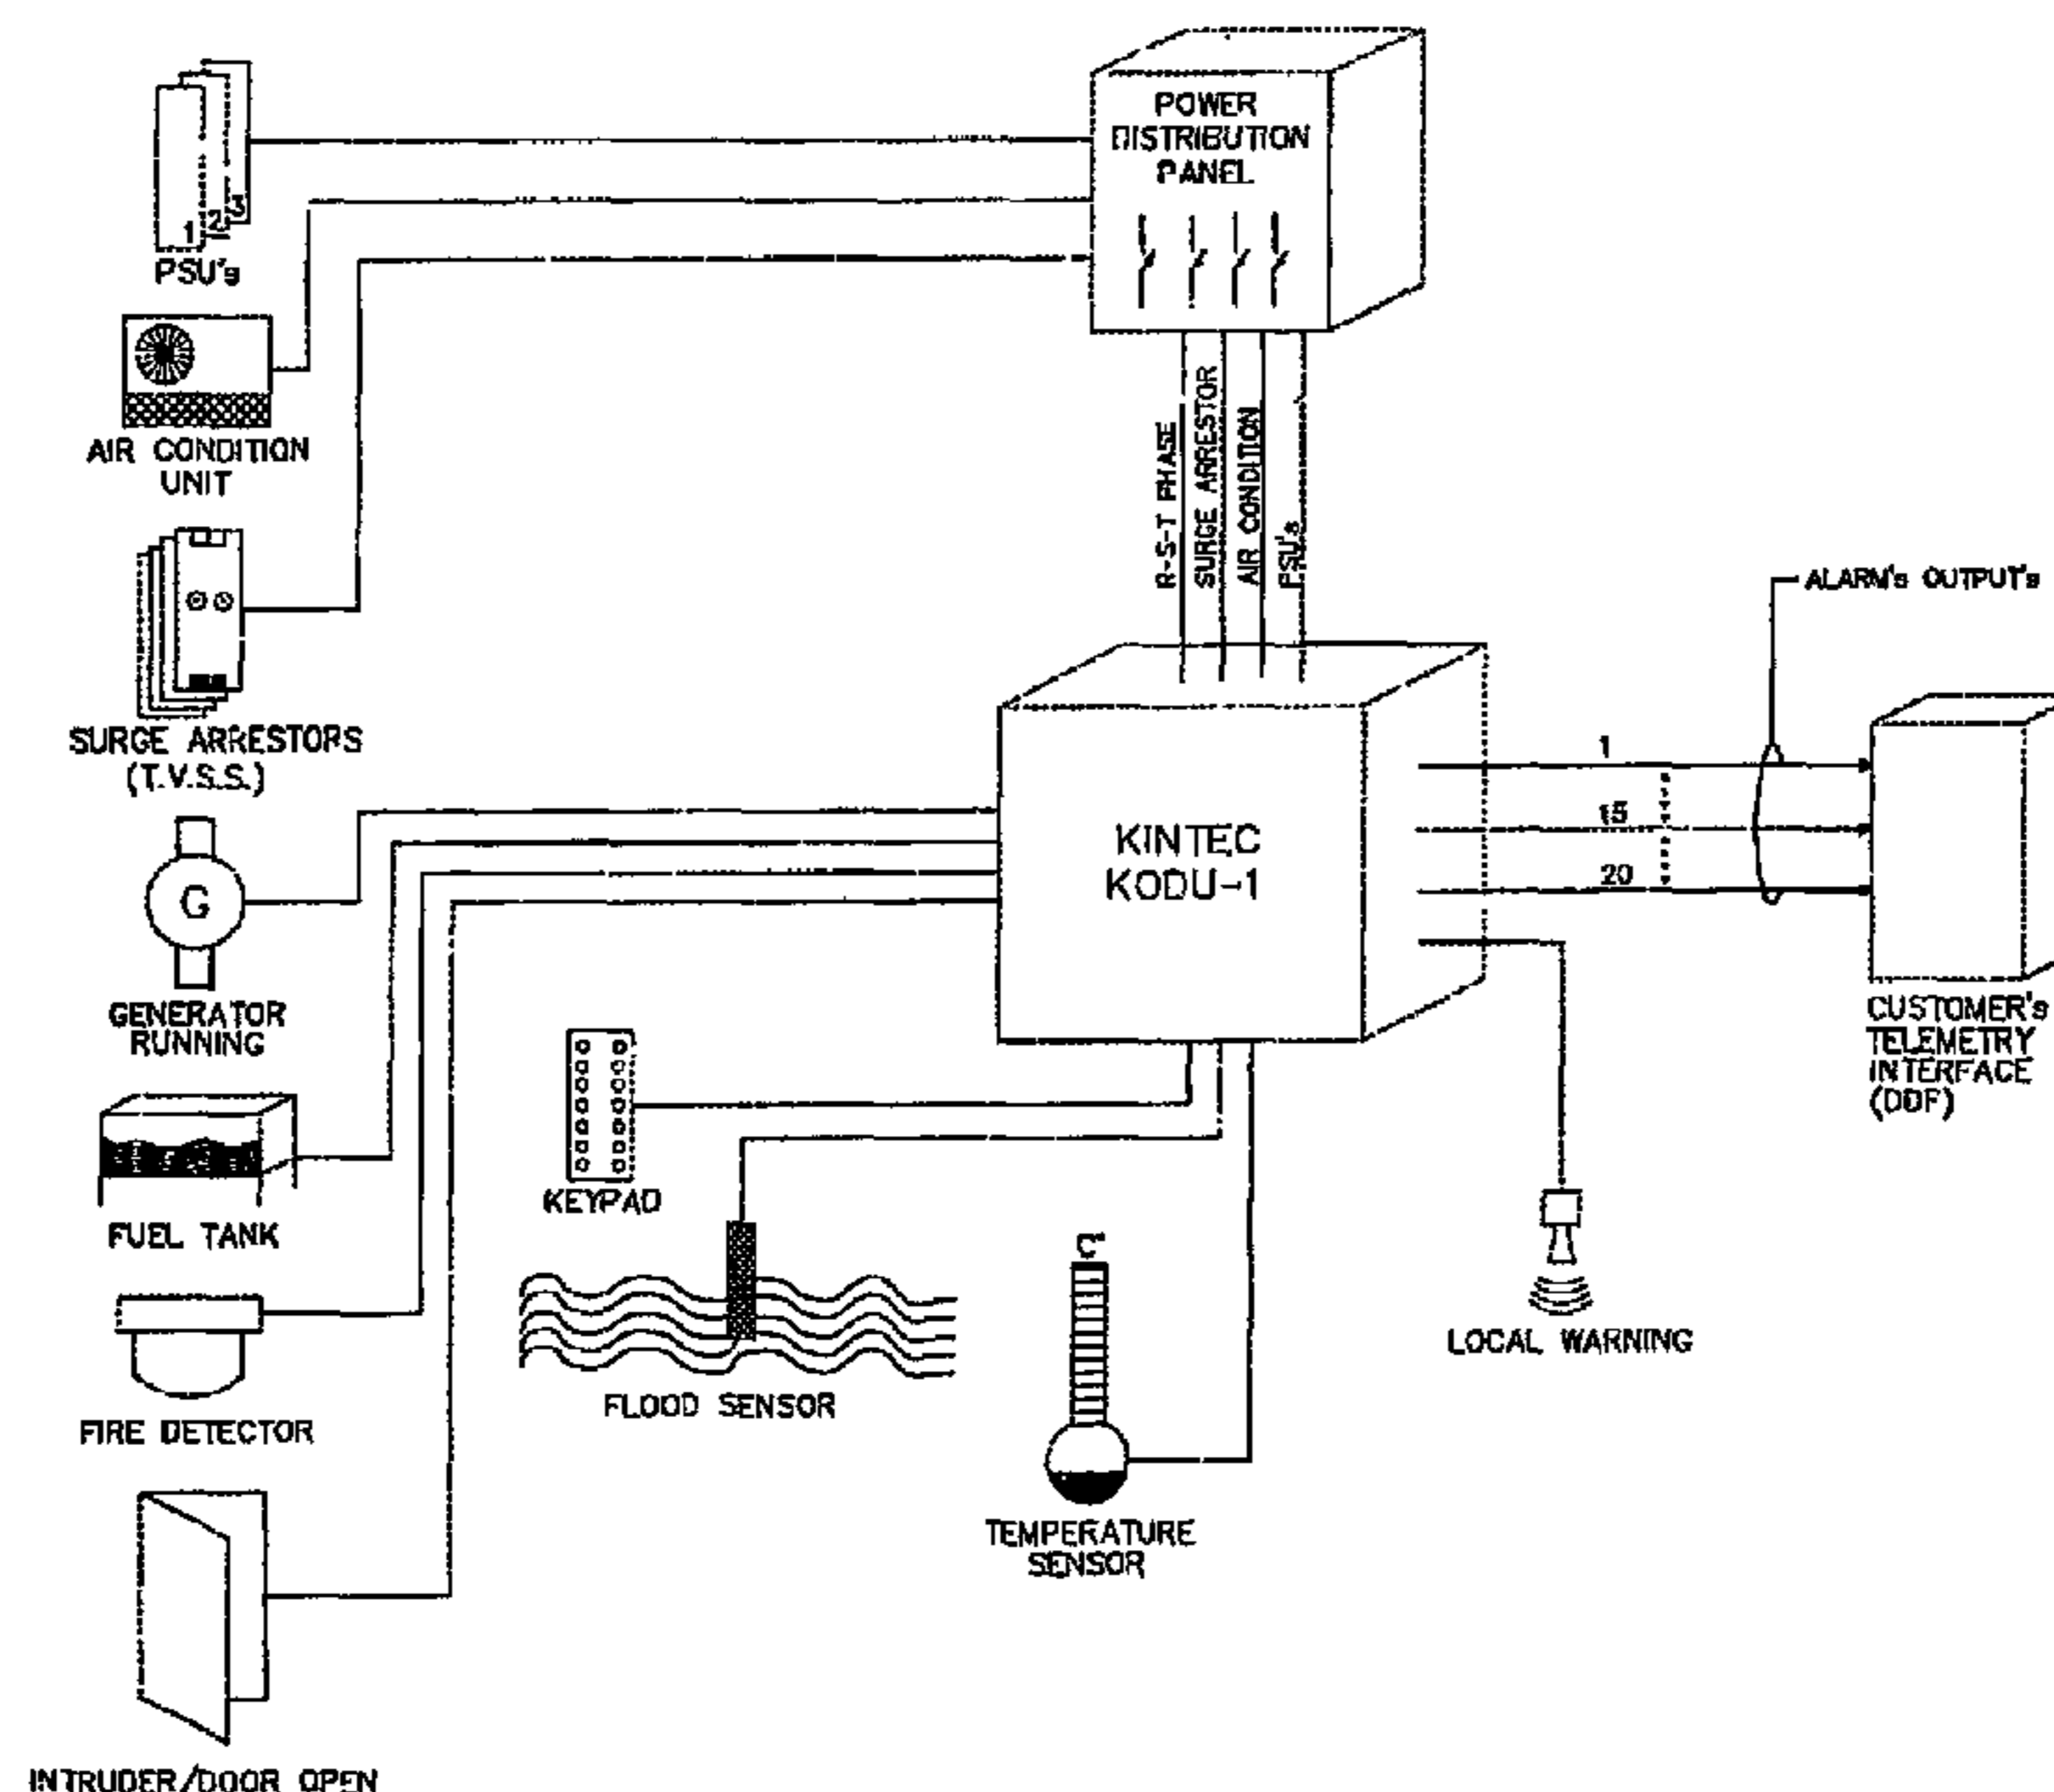 POWER
DISTRIBUTION
PANEL
1 2 3
PSU's
AIR CONDITION
UNIT
R-S-T PHASE
SURGE ARRESTOR
AIR CONDITION
PSU's
SURGE ARRESTORS
(T.V.S.S.)
ALARM's OUTPUT's
1
15
20
KINTEC
KODU-1
G
GENERATOR
RUNNING
CUSTOMER's
TELEMETRY
INTERFACE
(DDF)
KEYPAD
FUEL TANK
C°
LOCAL WARNING
FLOOD SENSOR
FIRE DETECTOR
TEMPERATURE
SENSOR
INTRUDER/DOOR OPEN